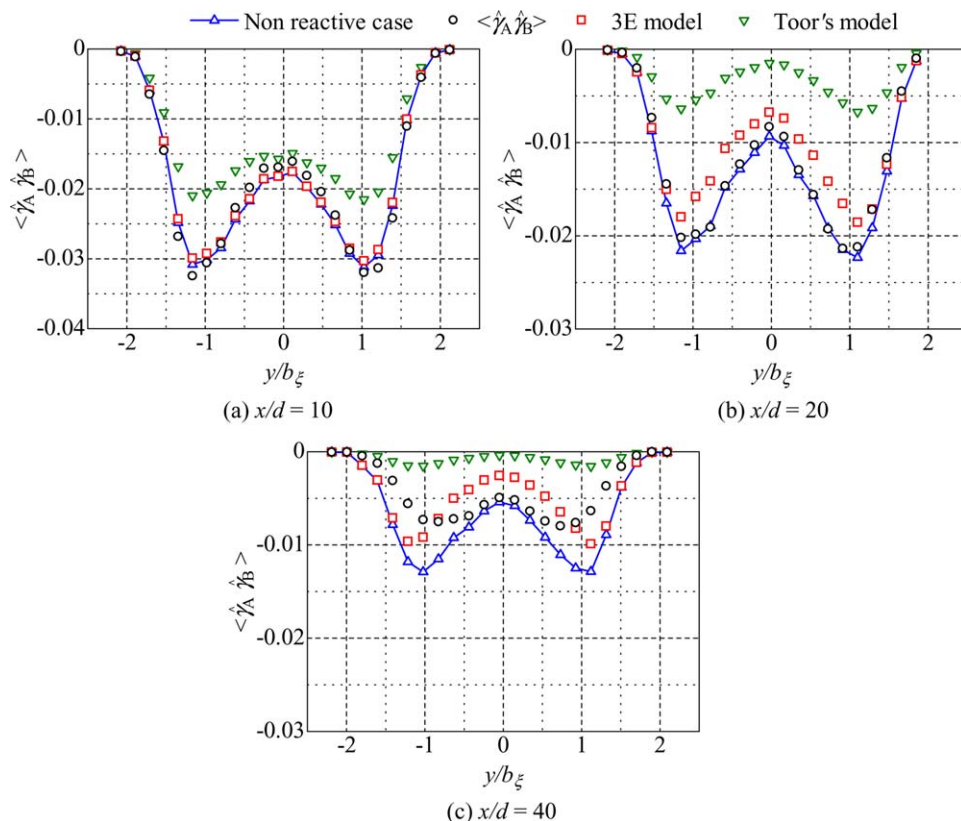 Non reactive case <γ̂A γ̂B> 3E model Toor's model
0
-0.01
-0.02
-0.03
-0.04
<γ̂A γ̂B>
-2 -1 0 1 2
y/bξ
(a) x/d = 10
0
-0.01
-0.02
-0.03
<γ̂A γ̂B>
-2 -1 0 1 2
y/bξ
(b) x/d = 20
0
-0.01
-0.02
-0.03
<γ̂A γ̂B>
-2 -1 0 1 2
y/bξ
(c) x/d = 40